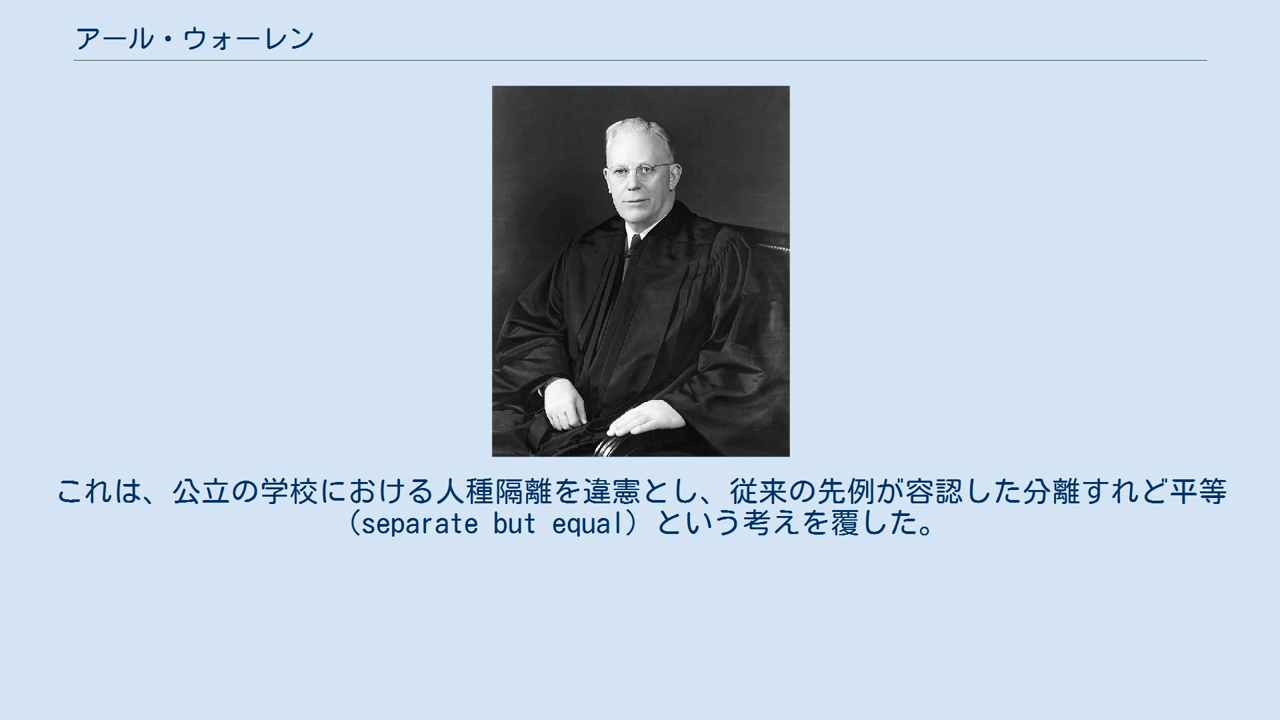 アール・ウォーレン
これは、公立の学校における人種隔離を違憲とし、従来の先例が容認した分離すれど平等
（separate but equal）という考えを覆した。